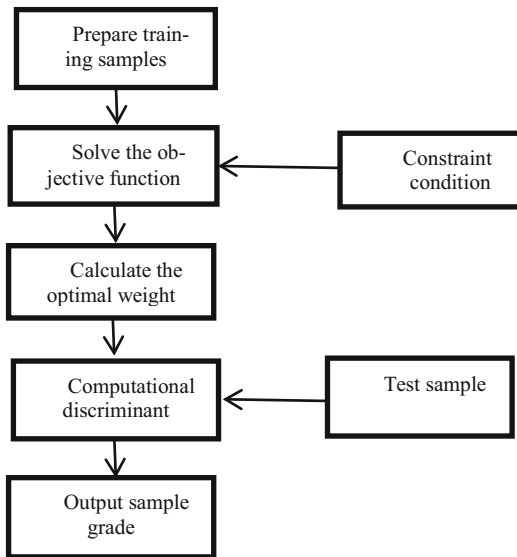 Prepare train-
ing samples
Solve the ob-
jective function
Constraint
condition
Calculate the
optimal weight
Computational
discriminant
Test sample
Output sample
grade